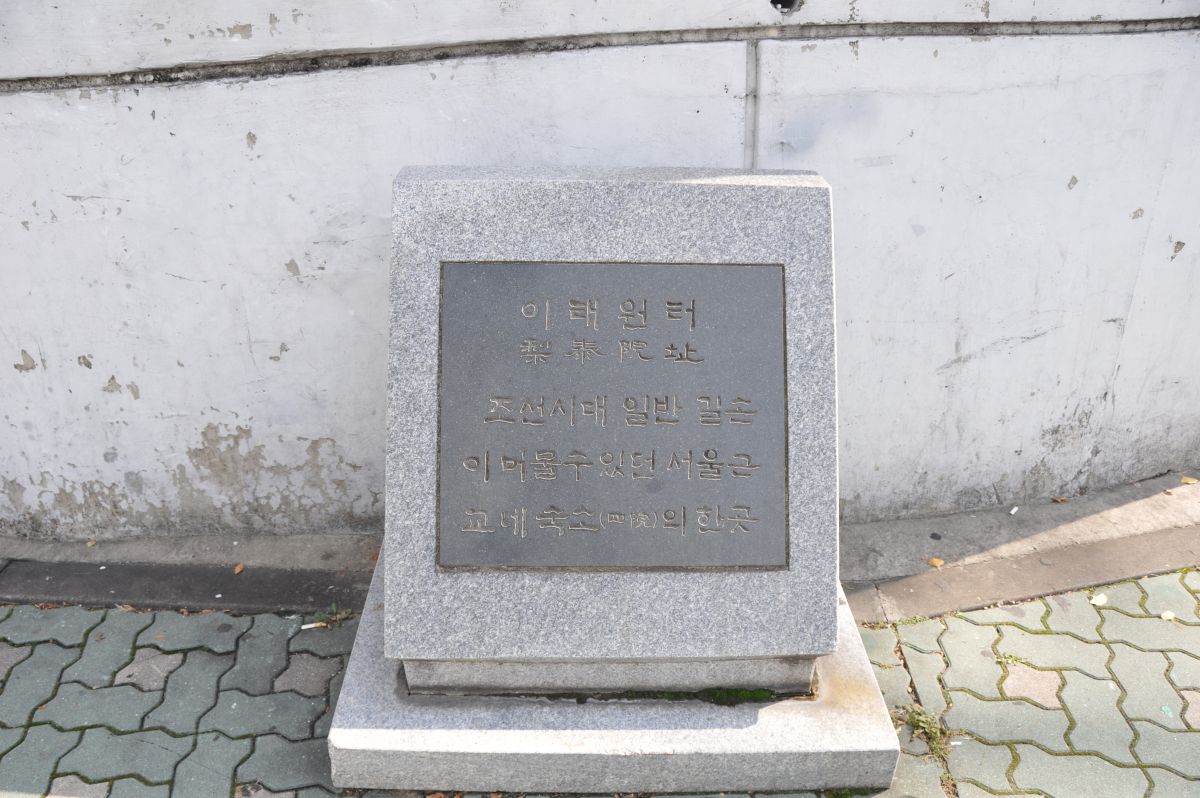 이태원터
梨泰院址
조선시대 일반 길손
이 머물수 있던 서울근
교 네 숙소(四院)의 한곳